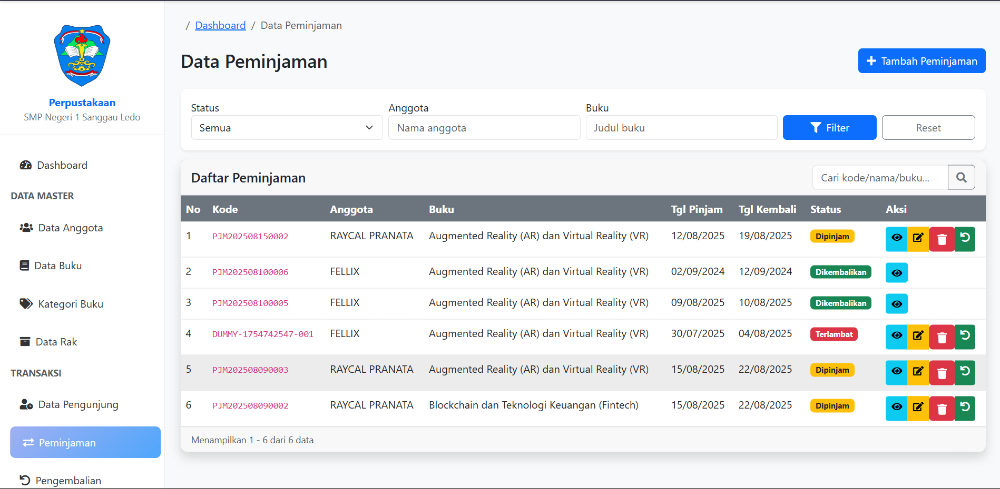 Perpustakaan
SMP Negeri 1 Sanggau Ledo
Dashboard
DATA MASTER
Data Anggota
Data Buku
Kategori Buku
Data Rak
TRANSAKSI
Data Pengunjung
Peminjaman
Pengembalian
/ Dashboard / Data Peminjaman
Data Peminjaman
Tambah Peminjaman
Status Anggota Buku
Semua Nama anggota Judul buku Filter Reset
Daftar Peminjaman Cari kode/nama/buku...
No Kode Anggota Buku Tgl Pinjam Tgl Kembali Status Aksi
1 PJM202508150002 RAYCAL PRANATA Augmented Reality (AR) dan Virtual Reality (VR) 12/08/2025 19/08/2025 Dipinjam
2 PJM202508100006 FELLIX Augmented Reality (AR) dan Virtual Reality (VR) 02/09/2024 12/09/2024 Dikembalikan
3 PJM202508100005 FELLIX Augmented Reality (AR) dan Virtual Reality (VR) 09/08/2025 10/08/2025 Dikembalikan
4 DUMMY-1754742547-001 FELLIX Augmented Reality (AR) dan Virtual Reality (VR) 30/07/2025 04/08/2025 Terlambat
5 PJM202508090003 RAYCAL PRANATA Augmented Reality (AR) dan Virtual Reality (VR) 15/08/2025 22/08/2025 Dipinjam
6 PJM202508090002 RAYCAL PRANATA Blockchain dan Teknologi Keuangan (Fintech) 15/08/2025 22/08/2025 Dipinjam
Menampilkan 1 - 6 dari 6 data